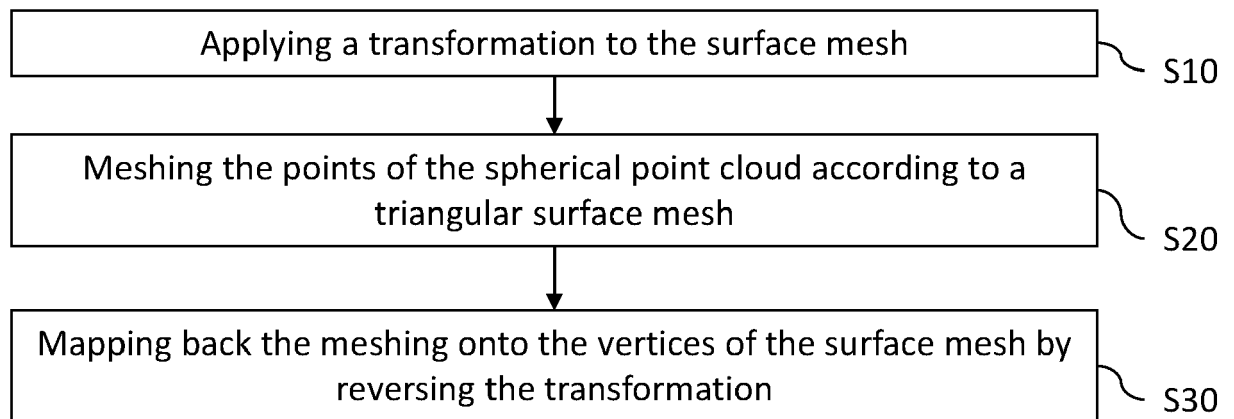 Applying a transformation to the surface mesh
S10
Meshing the points of the spherical point cloud according to a
triangular surface mesh
S20
Mapping back the meshing onto the vertices of the surface mesh by
reversing the transformation
S30